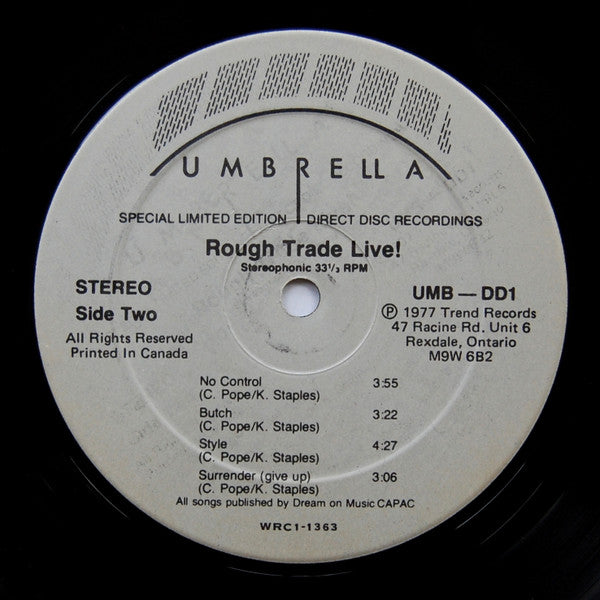 UMBRELLA
SPECIAL LIMITED EDITION DIRECT DISC RECORDINGS
Rough Trade Live!
Stereophonic 33 1/3 RPM
STEREO
Side Two
All Rights Reserved
Printed In Canada
UMB — DD1
℗ 1977 Trend Records
47 Racine Rd. Unit 6
Rexdale, Ontario
M9W 6B2
No Control 3:55
(C. Pope/K. Staples)
Butch 3:22
(C. Pope/K. Staples)
Style 4:27
(C. Pope/K. Staples)
Surrender (give up) 3:06
(C. Pope/K. Staples)
All songs published by Dream on Music CAPAC
WRC1-1363